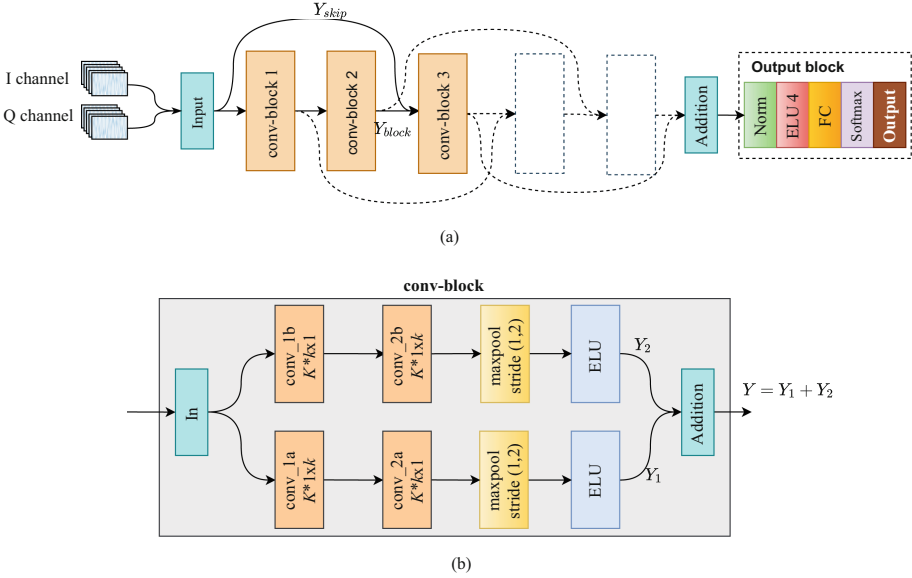 Y_skip
I channel
Q channel
Input
conv-block 1
conv-block 2
Y_block
conv-block 3
Addition
Output block
Norm
ELU 4
FC
Softmax
Output
(a)
conv-block
In
conv_1b
K*kx1
conv_2b
K*1xk
maxpool
stride (1,2)
ELU
Y_2
conv_1a
K*1xk
conv_2a
K*kx1
maxpool
stride (1,2)
ELU
Y_1
Addition
Y = Y_1 + Y_2
(b)